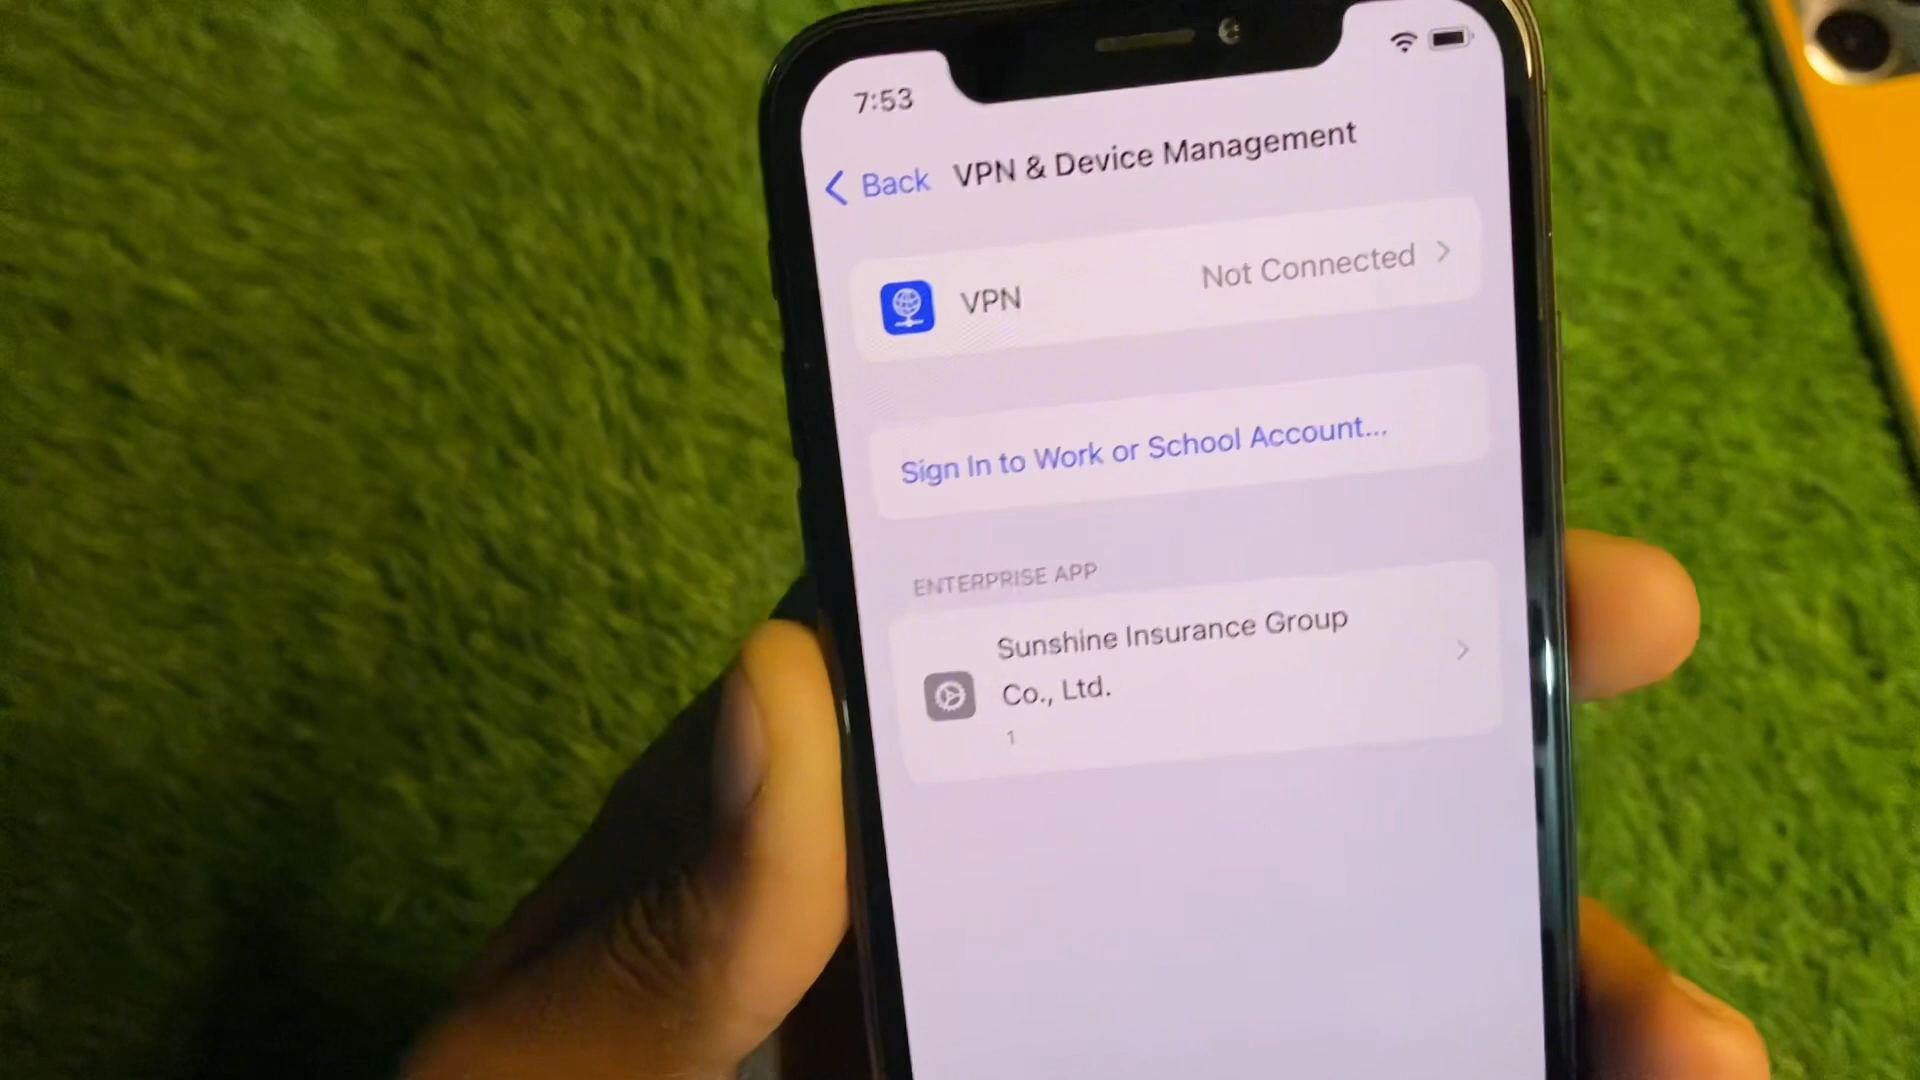 7:53
Back VPN & Device Management
VPN Not Connected
Sign In to Work or School Account...
ENTERPRISE APP
Sunshine Insurance Group
Co., Ltd.
1